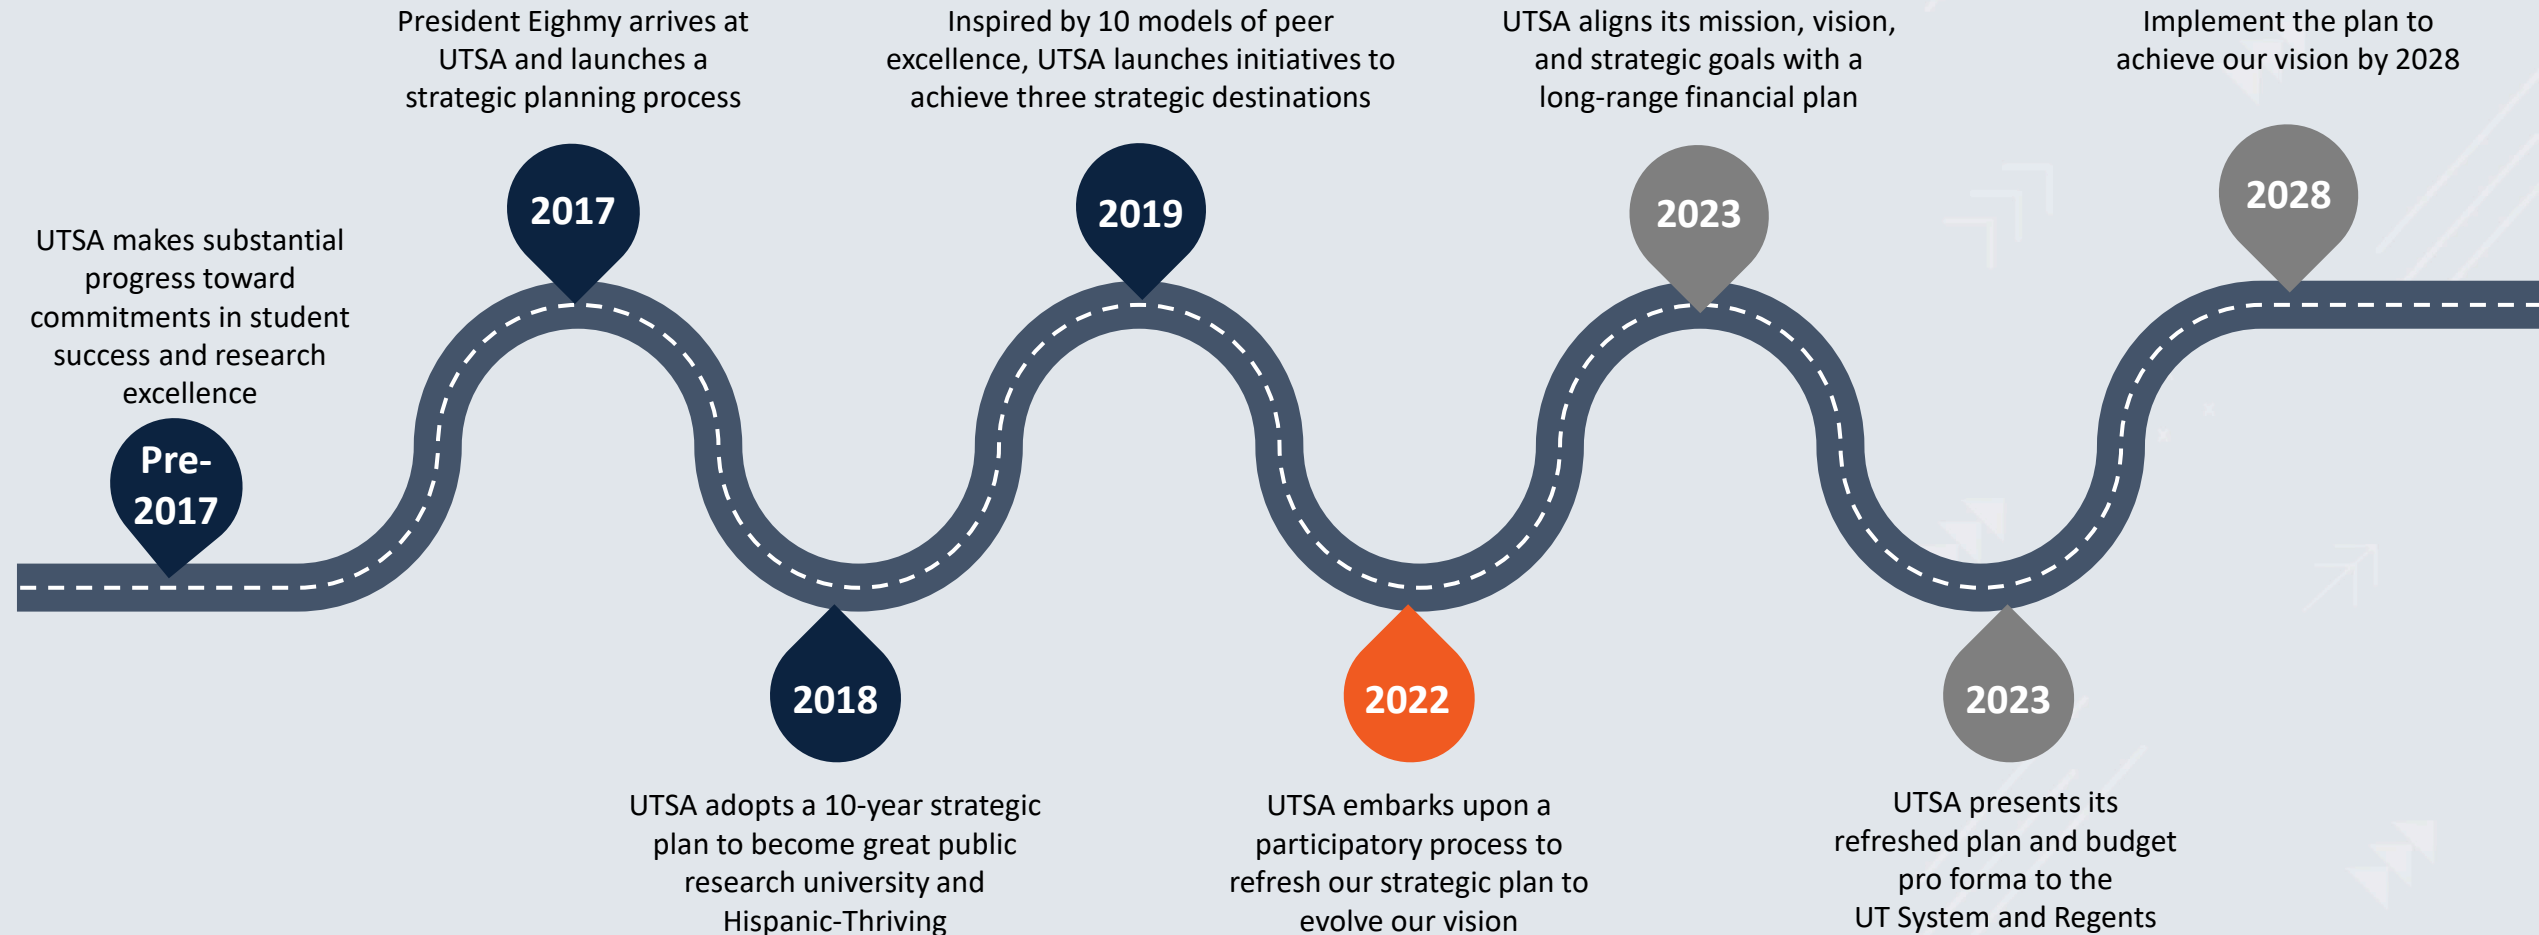 UTSA makes substantial
progress toward
commitments in student
success and research
excellence
Pre-
2017
President Eighmy arrives at
UTSA and launches a
strategic planning process
2017
2018
UTSA adopts a 10-year strategic
plan to become great public
research university and
Hispanic-Thriving
Inspired by 10 models of peer
excellence, UTSA launches initiatives to
achieve three strategic destinations
2019
2022
UTSA embarks upon a
participatory process to
refresh our strategic plan to
evolve our vision
UTSA aligns its mission, vision,
and strategic goals with a
long-range financial plan
2023
2023
UTSA presents its
refreshed plan and budget
pro forma to the
UT System and Regents
Implement the plan to
achieve our vision by 2028
2028